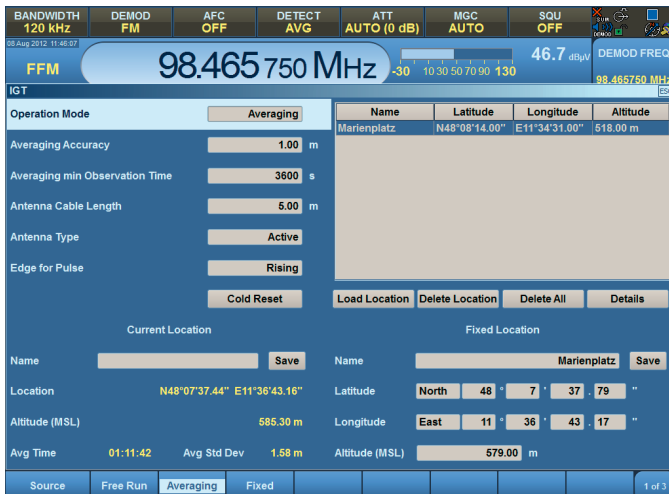 BANDWIDTH DEMOD AFC DETECT ATT MGC SQU
120 kHz FM OFF AVG AUTO (0 dB) AUTO OFF
SUM
DEMOD
08 Aug 2012 11:46:07
FFM 98.465 750 MHz -30 10 30 50 70 90 130 46.7 dBµV DEMOD FREQ
98.465750 MHz
IGT ESC
Operation Mode Averaging
Averaging Accuracy 1.00 m
Averaging min Observation Time 3600 s
Antenna Cable Length 5.00 m
Antenna Type Active
Edge for Pulse Rising
Cold Reset
Name Latitude Longitude Altitude
Marienplatz N48°08'14.00" E11°34'31.00" 518.00 m
Load Location Delete Location Delete All Details
Current Location
Name Save
Location N48°07'37.44" E11°36'43.16"
Altitude (MSL) 585.30 m
Avg Time 01:11:42 Avg Std Dev 1.58 m
Fixed Location
Name Marienplatz Save
Latitude North 48 ° 7 ' 37 . 79 "
Longitude East 11 ° 36 ' 43 . 17 "
Altitude (MSL) 579.00 m
Source Free Run Averaging Fixed 1 of 3